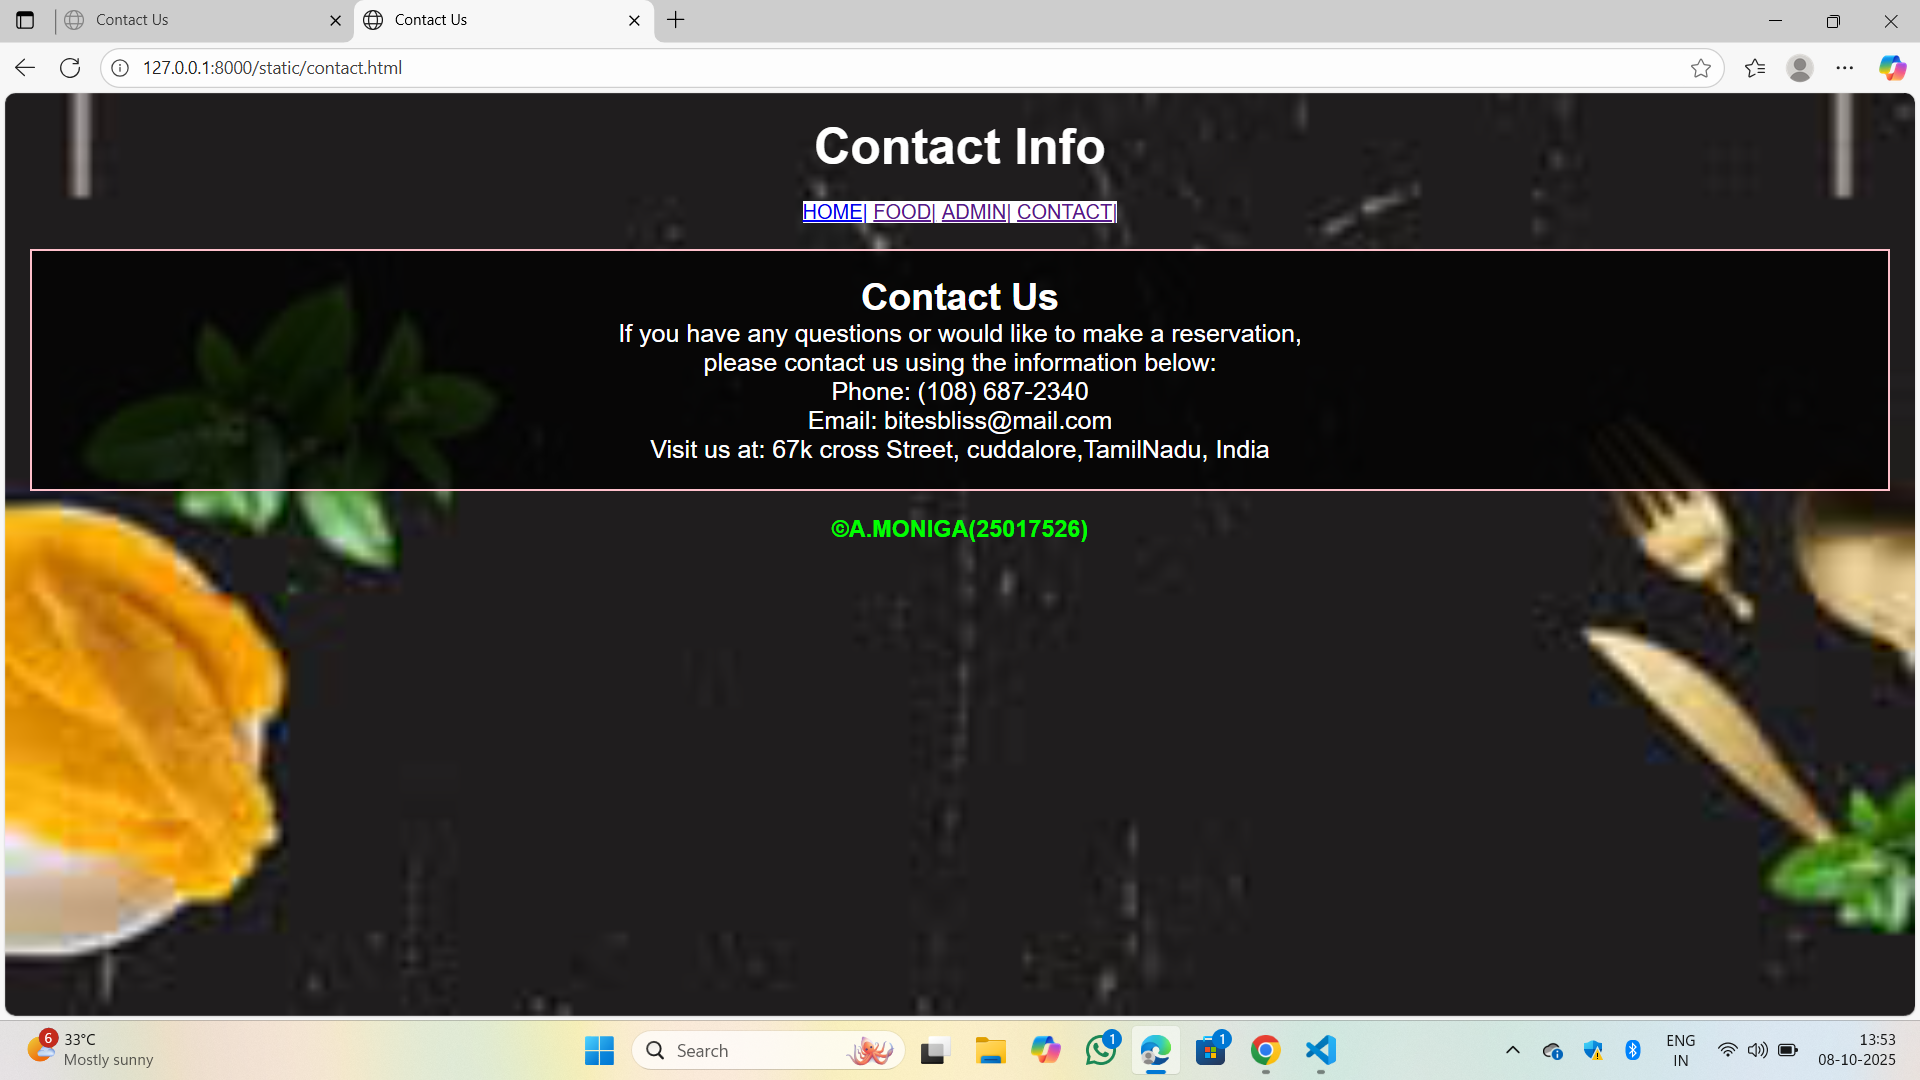 Contact Us
Contact Us
127.0.0.1:8000/static/contact.html
Contact Info
HOME| FOOD| ADMIN| CONTACT|
Contact Us
If you have any questions or would like to make a reservation,
please contact us using the information below:
Phone: (108) 687-2340
Email: bitesbliss@mail.com
Visit us at: 67k cross Street, cuddalore,TamilNadu, India
©A.MONIGA(25017526)
6
33°C
Mostly sunny
Search
1
1
ENG
IN
13:53
08-10-2025